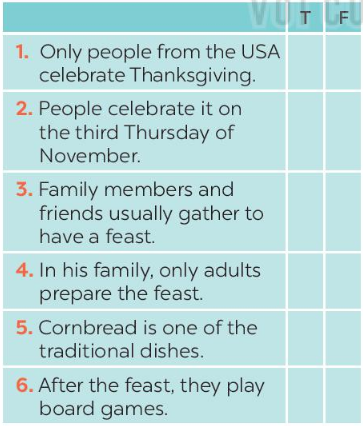 T F
1. Only people from the USA
celebrate Thanksgiving.
2. People celebrate it on
the third Thursday of
November.
3. Family members and
friends usually gather to
have a feast.
4. In his family, only adults
prepare the feast.
5. Cornbread is one of the
traditional dishes.
6. After the feast, they play
board games.